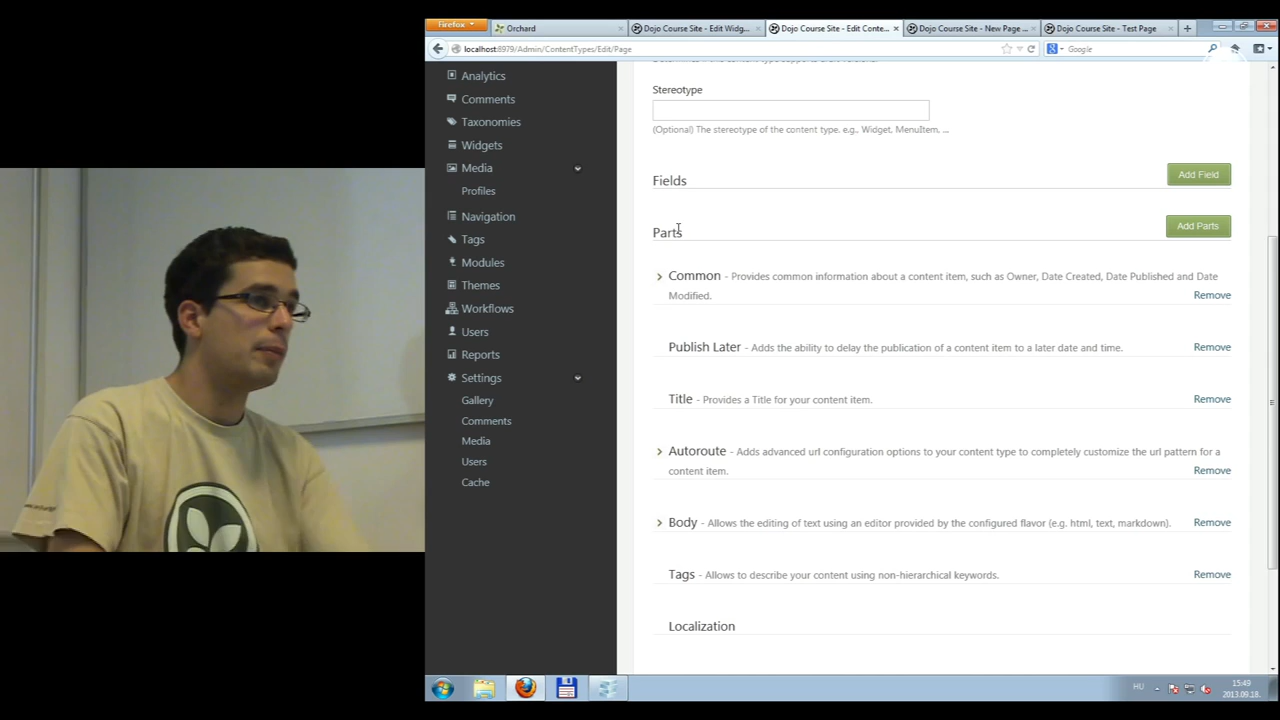 Firefox
Orchard
Dojo Course Site - Edit Widg...
Dojo Course Site - Edit Conte...
Dojo Course Site - New Page ...
Dojo Course Site - Test Page
localhost:8979/Admin/ContentTypes/Edit/Page
Google
Analytics
Comments
Taxonomies
Widgets
Media
Profiles
Navigation
Tags
Modules
Themes
Workflows
Users
Reports
Settings
Gallery
Comments
Media
Users
Cache
Stereotype
(Optional) The stereotype of the content type. e.g., Widget, MenuItem, ...
Fields
Add Field
Parts
Add Parts
Common - Provides common information about a content item, such as Owner, Date Created, Date Published and Date
Modified.
Remove
Publish Later - Adds the ability to delay the publication of a content item to a later date and time.
Remove
Title - Provides a Title for your content item.
Remove
Autoroute - Adds advanced url configuration options to your content type to completely customize the url pattern for a
content item.
Remove
Body - Allows the editing of text using an editor provided by the configured flavor (e.g. html, text, markdown).
Remove
Tags - Allows to describe your content using non-hierarchical keywords.
Remove
Localization
HU
15:49
2013.09.18.